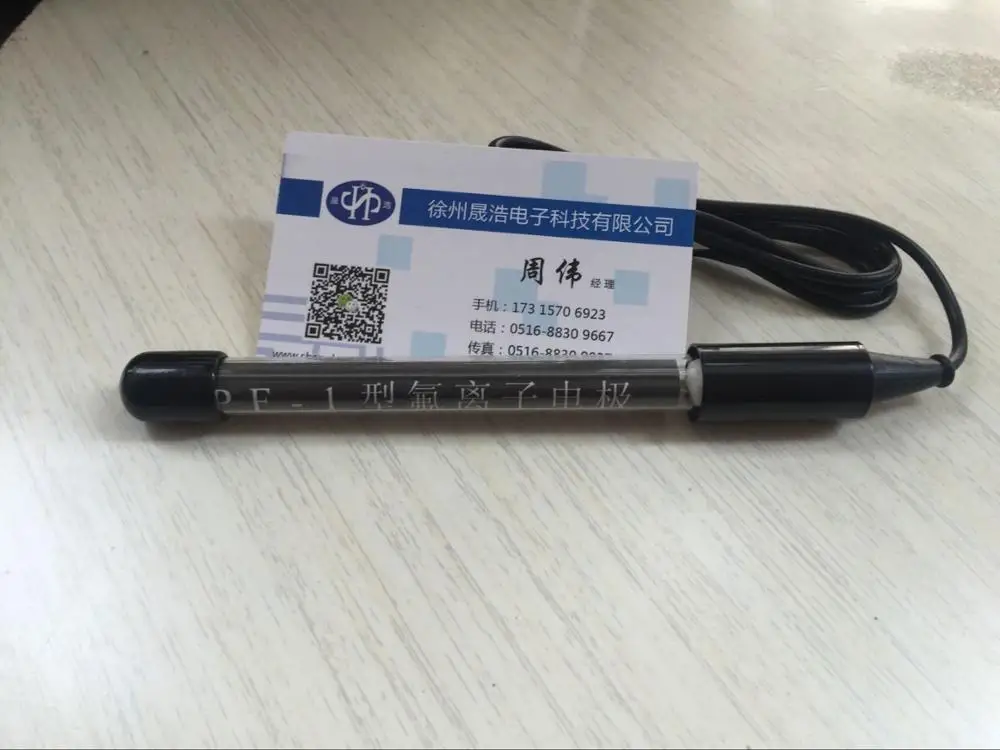 晟 浩
徐州晟浩电子科技有限公司
周伟 经理
手机：173 1570 6923
电话：0516-8830 9667
传真：0516-8830
PF-1型氟离子电极